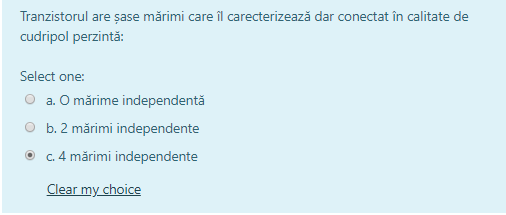 Tranzistorul are șase mărimi care îl carecterizează dar conectat în calitate de
cudripol perzintă:
Select one:
a. O mărime independentă
b. 2 mărimi independente
c. 4 mărimi independente
Clear my choice